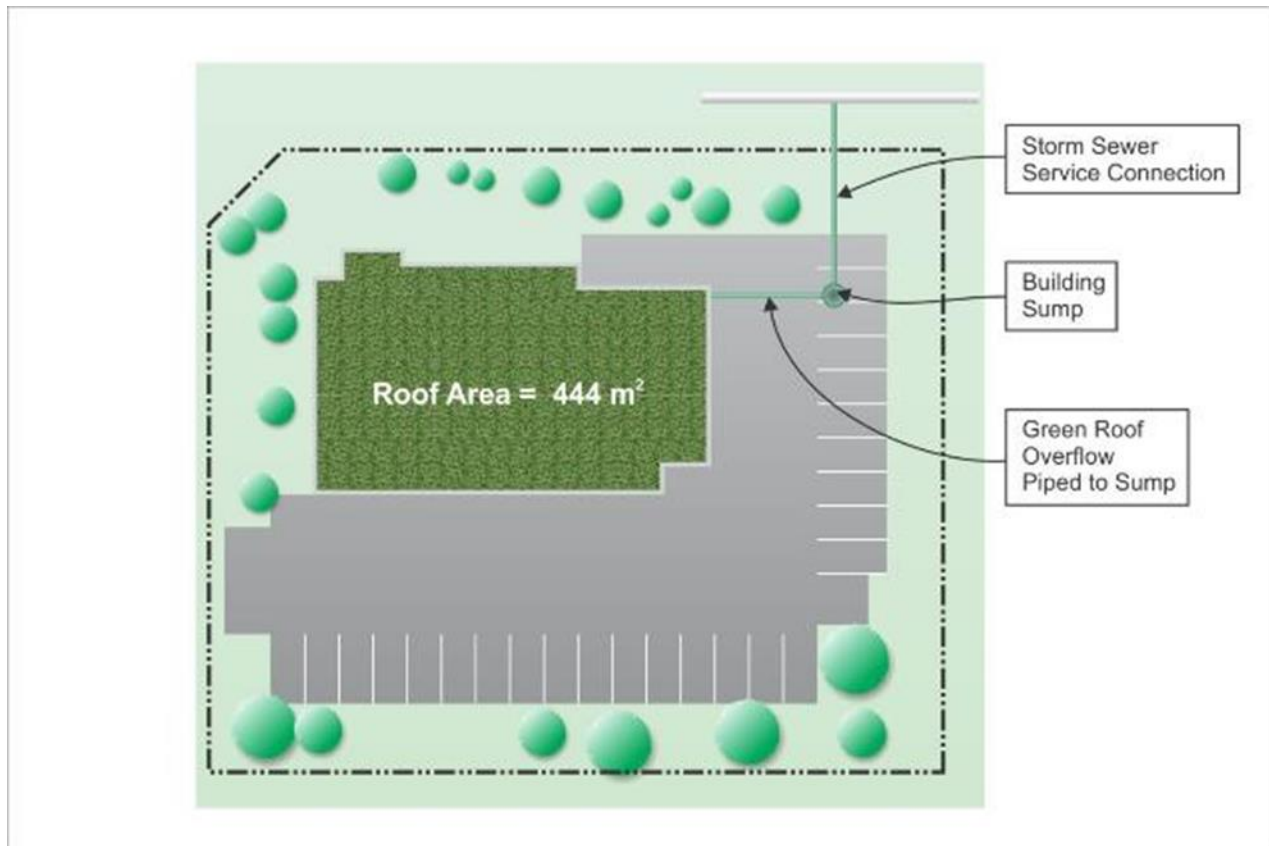 Storm Sewer
Service Connection
Building
Sump
Roof Area = 444 m²
Green Roof
Overflow
Piped to Sump